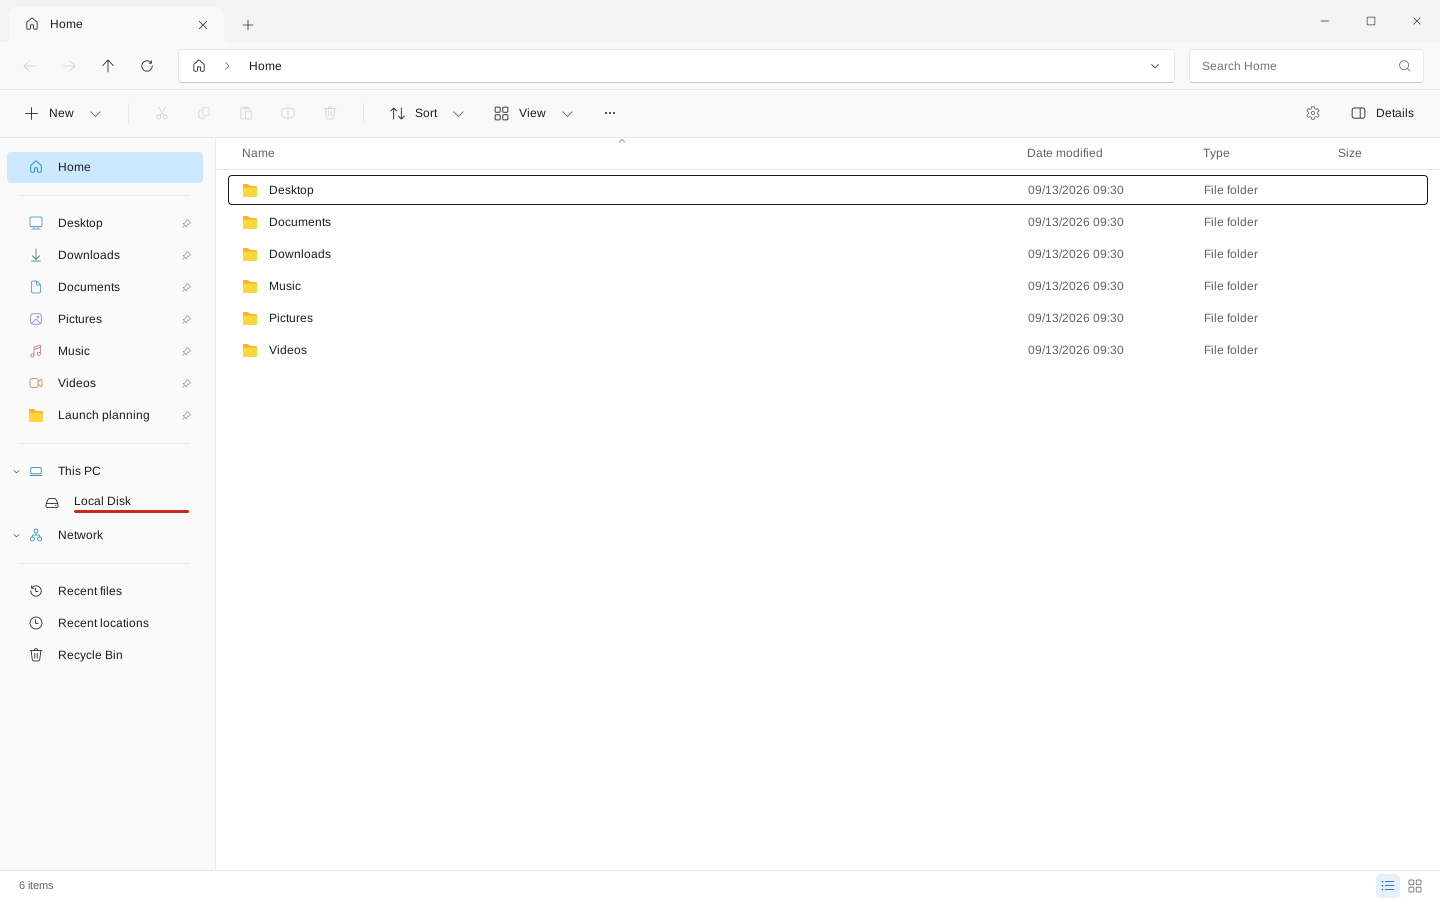 Home
Home
Search Home
New
Sort
View
Details
Home
Desktop
Downloads
Documents
Pictures
Music
Videos
Launch planning
This PC
Local Disk
Network
Recent files
Recent locations
Recycle Bin
Name Date modified Type Size
Desktop 09/13/2026 09:30 File folder
Documents 09/13/2026 09:30 File folder
Downloads 09/13/2026 09:30 File folder
Music 09/13/2026 09:30 File folder
Pictures 09/13/2026 09:30 File folder
Videos 09/13/2026 09:30 File folder
6 items